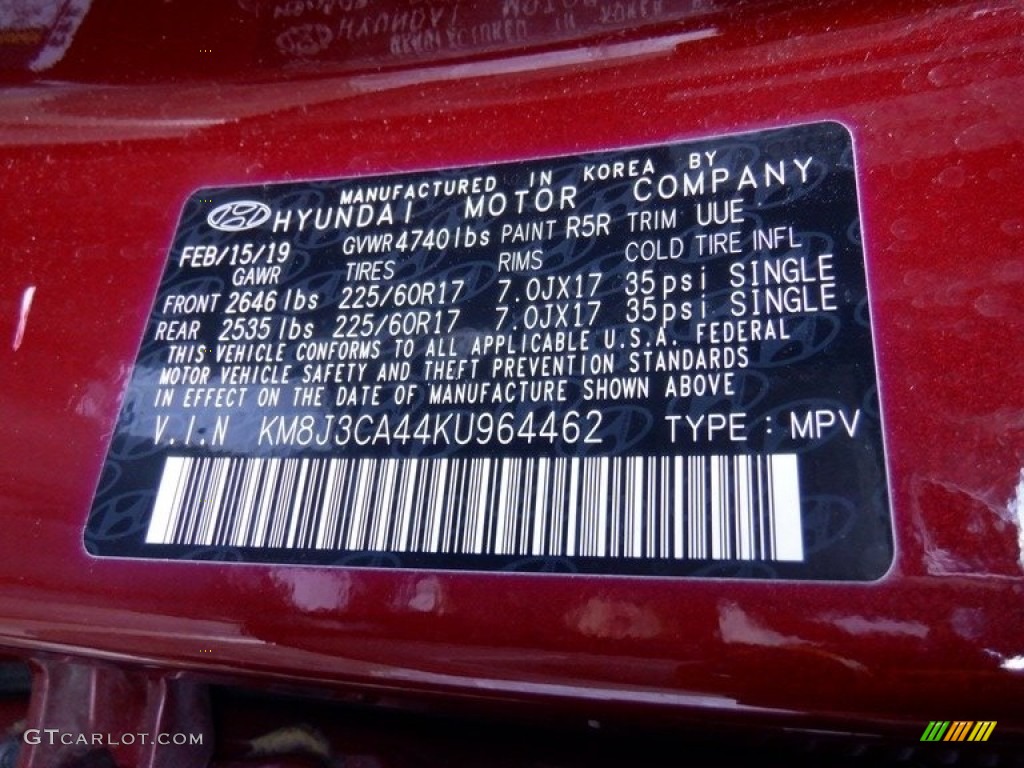 MANUFACTURED IN KOREA BY
HYUNDAI MOTOR COMPANY
FEB/15/19 GVWR 4740lbs PAINT R5R TRIM UUE
GAWR TIRES RIMS COLD TIRE INFL
FRONT 2646 lbs 225/60R17 7.0JX17 35psi SINGLE
REAR 2535 lbs 225/60R17 7.0JX17 35psi SINGLE
THIS VEHICLE CONFORMS TO ALL APPLICABLE U.S.A. FEDERAL
MOTOR VEHICLE SAFETY AND THEFT PREVENTION STANDARDS
IN EFFECT ON THE DATE OF MANUFACTURE SHOWN ABOVE
V.I.N KM8J3CA44KU964462 TYPE : MPV
GTCARLOT.COM